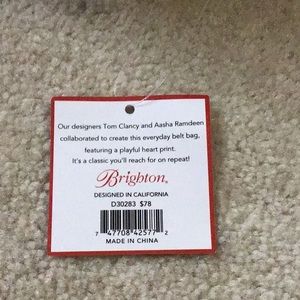 Our designers Tom Clancy and Aasha Ramdeen
collaborated to create this everyday belt bag,
featuring a playful heart print.
It's a classic you'll reach for on repeat!
Brighton
DESIGNED IN CALIFORNIA
D30283 $78
7 47708 42577 2
MADE IN CHINA